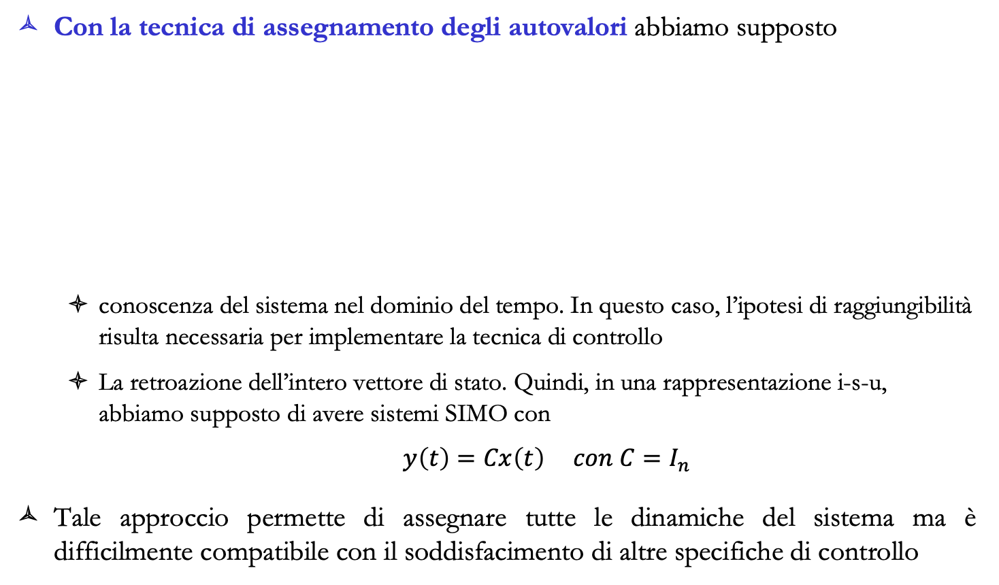 Con la tecnica di assegnamento degli autovalori abbiamo supposto
conoscenza del sistema nel dominio del tempo. In questo caso, l’ipotesi di raggiungibilità
risulta necessaria per implementare la tecnica di controllo
La retroazione dell’intero vettore di stato. Quindi, in una rappresentazione i-s-u,
abbiamo supposto di avere sistemi SIMO con
y(t) = Cx(t) con C = Iₙ
Tale approccio permette di assegnare tutte le dinamiche del sistema ma è
difficilmente compatibile con il soddisfacimento di altre specifiche di controllo